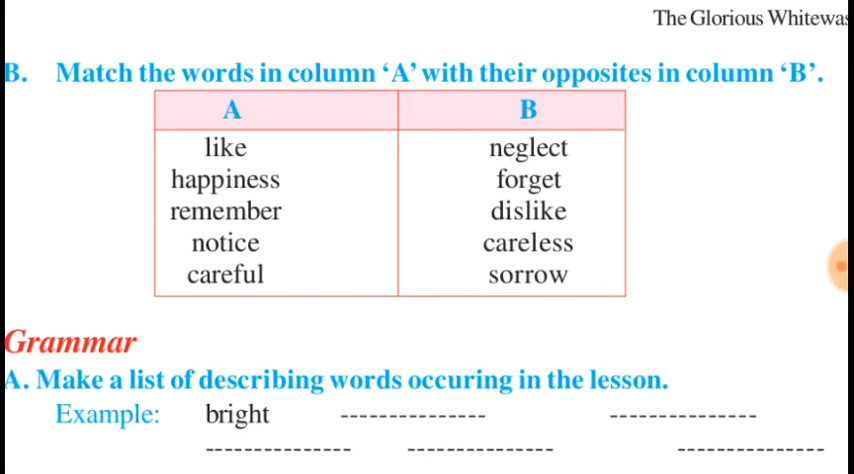 The Glorious Whitewas
B. Match the words in column ‘A’ with their opposites in column ‘B’.
A B
like neglect
happiness forget
remember dislike
notice careless
careful sorrow
Grammar
A. Make a list of describing words occuring in the lesson.
Example: bright --------------- ---------------
--------------- --------------- ---------------